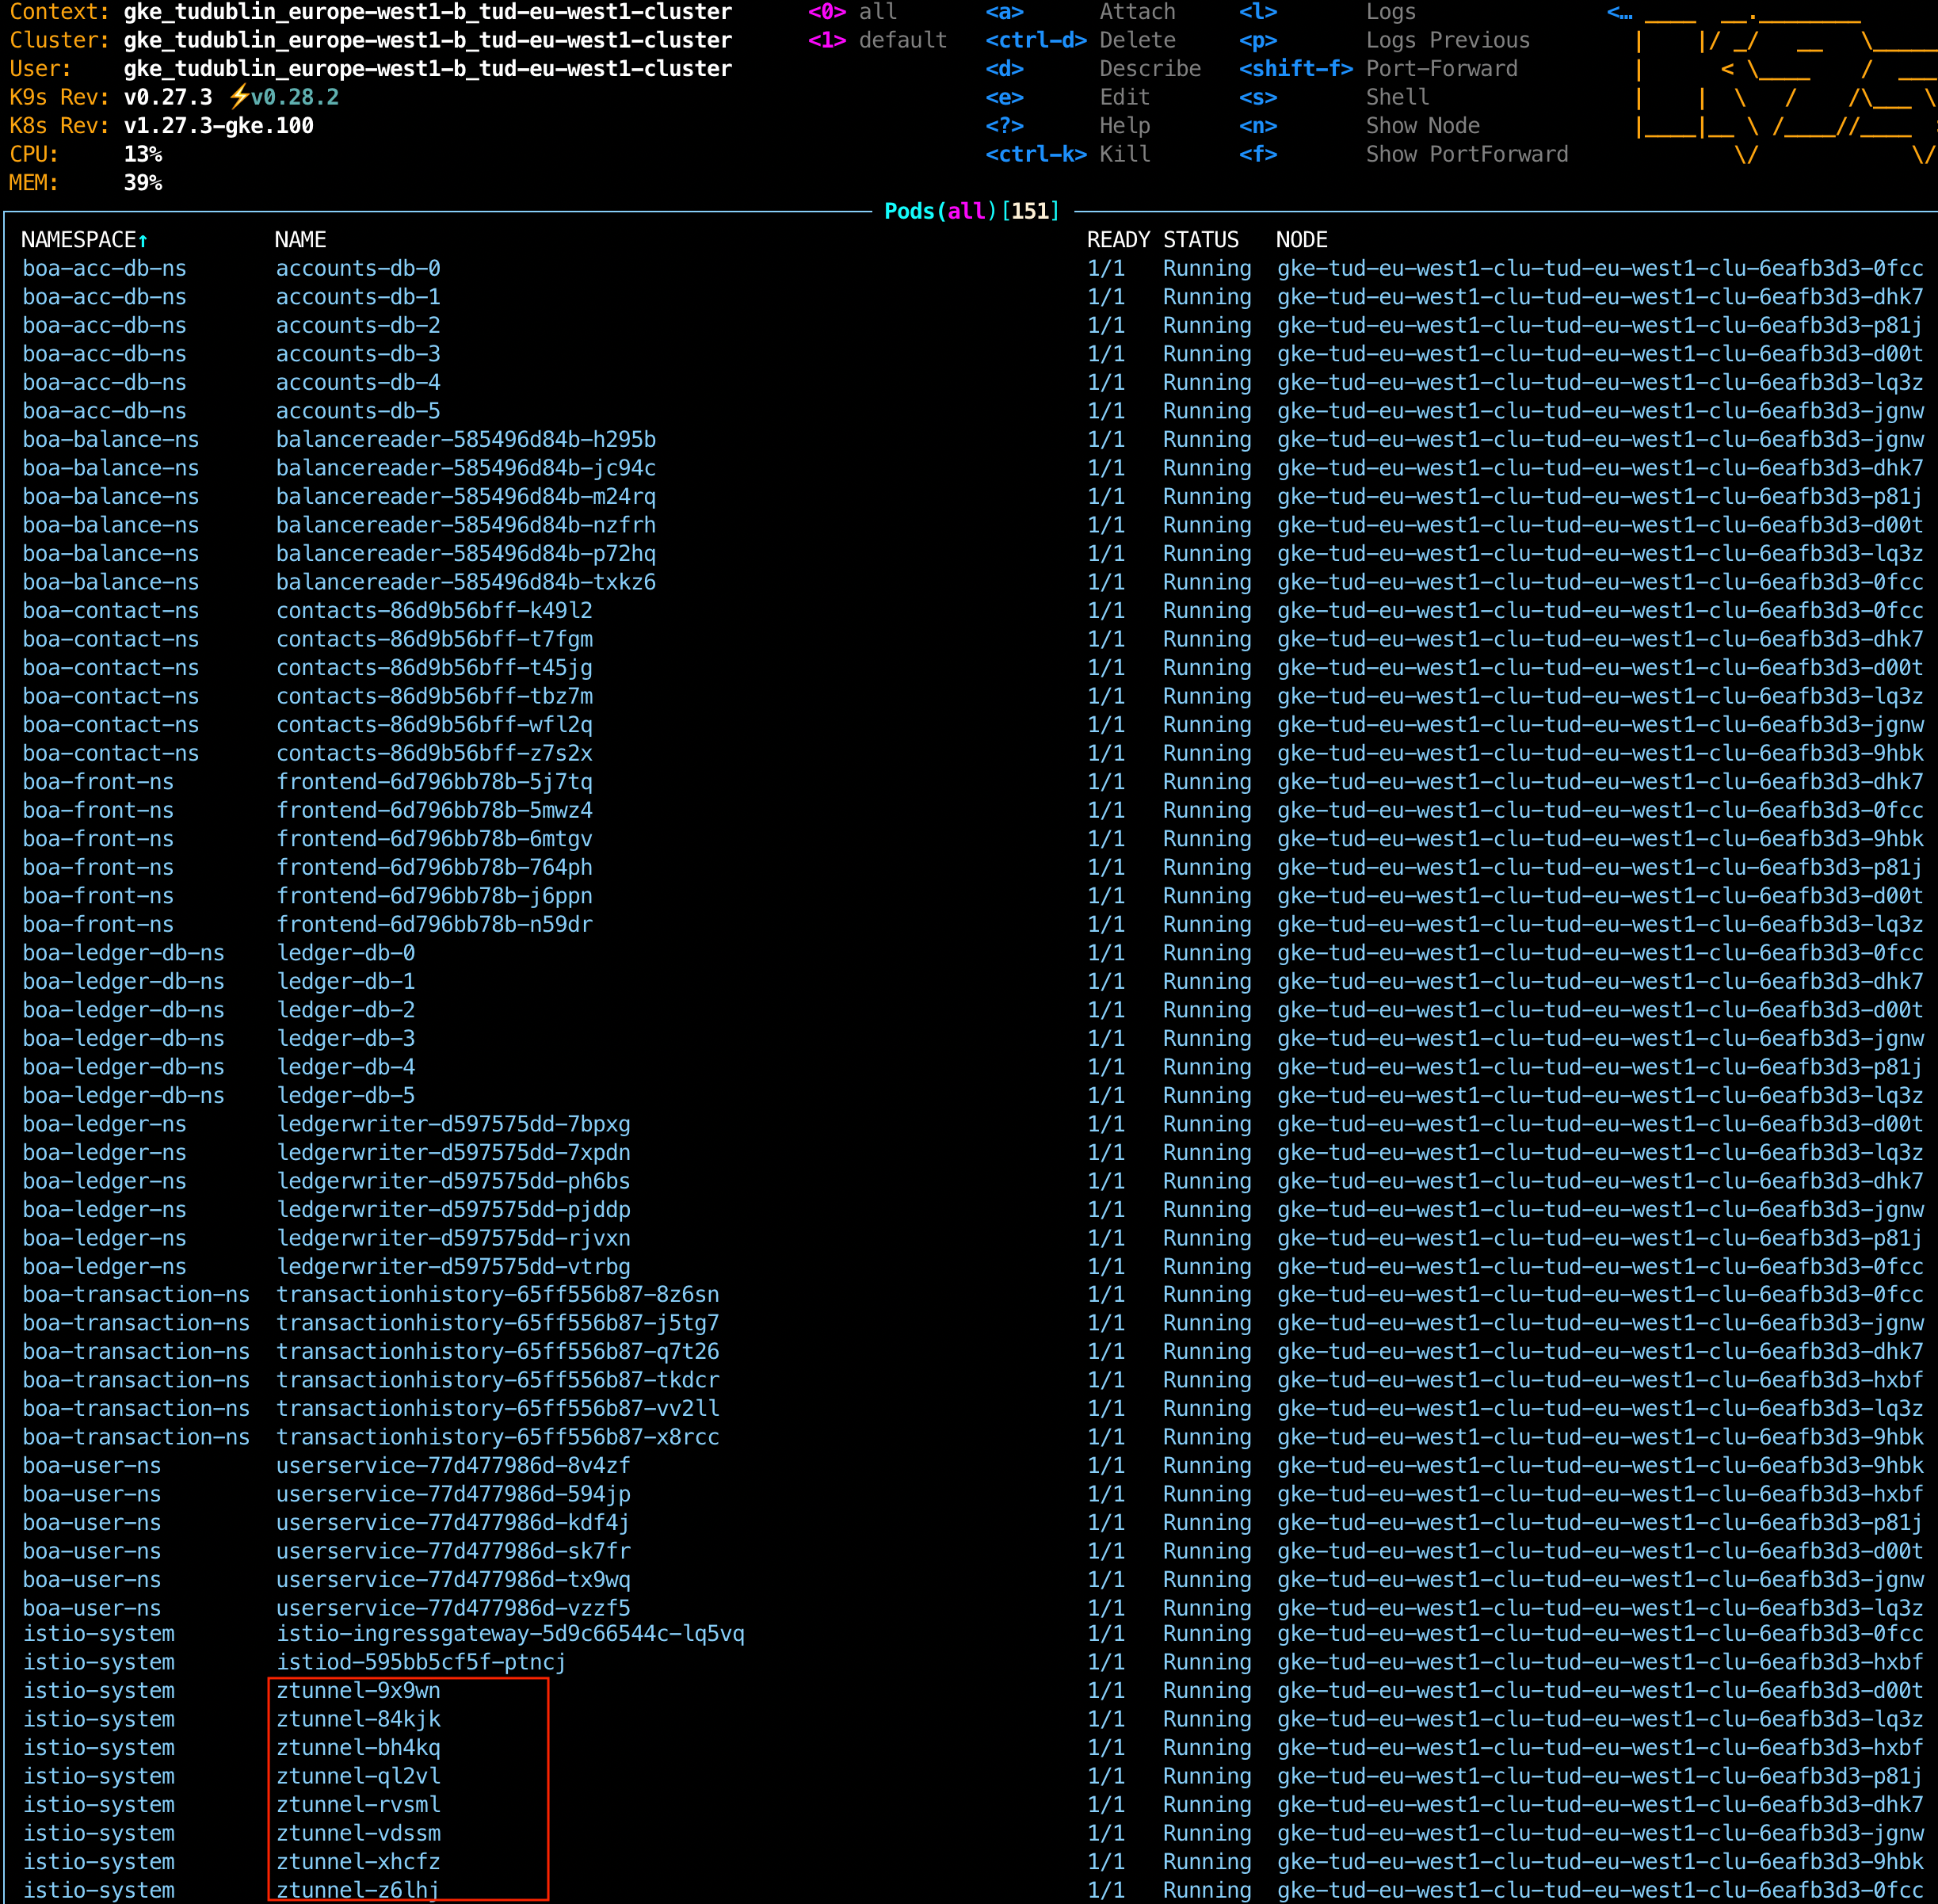 Context: gke_tudublin_europe-west1-b_tud-eu-west1-cluster <0> all <a> Attach <l> Logs <…
Cluster: gke_tudublin_europe-west1-b_tud-eu-west1-cluster <1> default <ctrl-d> Delete <p> Logs Previous
User: gke_tudublin_europe-west1-b_tud-eu-west1-cluster <d> Describe <shift-f> Port-Forward
K9s Rev: v0.27.3 ⚡v0.28.2 <e> Edit <s> Shell
K8s Rev: v1.27.3-gke.100 <?> Help <n> Show Node
CPU: 13% <ctrl-k> Kill <f> Show PortForward
MEM: 39%
Pods(all)[151]
NAMESPACE↑ NAME READY STATUS NODE
boa-acc-db-ns accounts-db-0 1/1 Running gke-tud-eu-west1-clu-tud-eu-west1-clu-6eafb3d3-0fcc
boa-acc-db-ns accounts-db-1 1/1 Running gke-tud-eu-west1-clu-tud-eu-west1-clu-6eafb3d3-dhk7
boa-acc-db-ns accounts-db-2 1/1 Running gke-tud-eu-west1-clu-tud-eu-west1-clu-6eafb3d3-p81j
boa-acc-db-ns accounts-db-3 1/1 Running gke-tud-eu-west1-clu-tud-eu-west1-clu-6eafb3d3-d00t
boa-acc-db-ns accounts-db-4 1/1 Running gke-tud-eu-west1-clu-tud-eu-west1-clu-6eafb3d3-lq3z
boa-acc-db-ns accounts-db-5 1/1 Running gke-tud-eu-west1-clu-tud-eu-west1-clu-6eafb3d3-jgnw
boa-balance-ns balancereader-585496d84b-h295b 1/1 Running gke-tud-eu-west1-clu-tud-eu-west1-clu-6eafb3d3-jgnw
boa-balance-ns balancereader-585496d84b-jc94c 1/1 Running gke-tud-eu-west1-clu-tud-eu-west1-clu-6eafb3d3-dhk7
boa-balance-ns balancereader-585496d84b-m24rq 1/1 Running gke-tud-eu-west1-clu-tud-eu-west1-clu-6eafb3d3-p81j
boa-balance-ns balancereader-585496d84b-nzfrh 1/1 Running gke-tud-eu-west1-clu-tud-eu-west1-clu-6eafb3d3-d00t
boa-balance-ns balancereader-585496d84b-p72hq 1/1 Running gke-tud-eu-west1-clu-tud-eu-west1-clu-6eafb3d3-lq3z
boa-balance-ns balancereader-585496d84b-txkz6 1/1 Running gke-tud-eu-west1-clu-tud-eu-west1-clu-6eafb3d3-0fcc
boa-contact-ns contacts-86d9b56bff-k49l2 1/1 Running gke-tud-eu-west1-clu-tud-eu-west1-clu-6eafb3d3-0fcc
boa-contact-ns contacts-86d9b56bff-t7fgm 1/1 Running gke-tud-eu-west1-clu-tud-eu-west1-clu-6eafb3d3-dhk7
boa-contact-ns contacts-86d9b56bff-t45jg 1/1 Running gke-tud-eu-west1-clu-tud-eu-west1-clu-6eafb3d3-d00t
boa-contact-ns contacts-86d9b56bff-tbz7m 1/1 Running gke-tud-eu-west1-clu-tud-eu-west1-clu-6eafb3d3-lq3z
boa-contact-ns contacts-86d9b56bff-wfl2q 1/1 Running gke-tud-eu-west1-clu-tud-eu-west1-clu-6eafb3d3-jgnw
boa-contact-ns contacts-86d9b56bff-z7s2x 1/1 Running gke-tud-eu-west1-clu-tud-eu-west1-clu-6eafb3d3-9hbk
boa-front-ns frontend-6d796bb78b-5j7tq 1/1 Running gke-tud-eu-west1-clu-tud-eu-west1-clu-6eafb3d3-dhk7
boa-front-ns frontend-6d796bb78b-5mwz4 1/1 Running gke-tud-eu-west1-clu-tud-eu-west1-clu-6eafb3d3-0fcc
boa-front-ns frontend-6d796bb78b-6mtgv 1/1 Running gke-tud-eu-west1-clu-tud-eu-west1-clu-6eafb3d3-9hbk
boa-front-ns frontend-6d796bb78b-764ph 1/1 Running gke-tud-eu-west1-clu-tud-eu-west1-clu-6eafb3d3-p81j
boa-front-ns frontend-6d796bb78b-j6ppn 1/1 Running gke-tud-eu-west1-clu-tud-eu-west1-clu-6eafb3d3-d00t
boa-front-ns frontend-6d796bb78b-n59dr 1/1 Running gke-tud-eu-west1-clu-tud-eu-west1-clu-6eafb3d3-lq3z
boa-ledger-db-ns ledger-db-0 1/1 Running gke-tud-eu-west1-clu-tud-eu-west1-clu-6eafb3d3-0fcc
boa-ledger-db-ns ledger-db-1 1/1 Running gke-tud-eu-west1-clu-tud-eu-west1-clu-6eafb3d3-dhk7
boa-ledger-db-ns ledger-db-2 1/1 Running gke-tud-eu-west1-clu-tud-eu-west1-clu-6eafb3d3-d00t
boa-ledger-db-ns ledger-db-3 1/1 Running gke-tud-eu-west1-clu-tud-eu-west1-clu-6eafb3d3-jgnw
boa-ledger-db-ns ledger-db-4 1/1 Running gke-tud-eu-west1-clu-tud-eu-west1-clu-6eafb3d3-p81j
boa-ledger-db-ns ledger-db-5 1/1 Running gke-tud-eu-west1-clu-tud-eu-west1-clu-6eafb3d3-lq3z
boa-ledger-ns ledgerwriter-d597575dd-7bpxg 1/1 Running gke-tud-eu-west1-clu-tud-eu-west1-clu-6eafb3d3-d00t
boa-ledger-ns ledgerwriter-d597575dd-7xpdn 1/1 Running gke-tud-eu-west1-clu-tud-eu-west1-clu-6eafb3d3-lq3z
boa-ledger-ns ledgerwriter-d597575dd-ph6bs 1/1 Running gke-tud-eu-west1-clu-tud-eu-west1-clu-6eafb3d3-dhk7
boa-ledger-ns ledgerwriter-d597575dd-pjddp 1/1 Running gke-tud-eu-west1-clu-tud-eu-west1-clu-6eafb3d3-jgnw
boa-ledger-ns ledgerwriter-d597575dd-rjvxn 1/1 Running gke-tud-eu-west1-clu-tud-eu-west1-clu-6eafb3d3-p81j
boa-ledger-ns ledgerwriter-d597575dd-vtrbg 1/1 Running gke-tud-eu-west1-clu-tud-eu-west1-clu-6eafb3d3-0fcc
boa-transaction-ns transactionhistory-65ff556b87-8z6sn 1/1 Running gke-tud-eu-west1-clu-tud-eu-west1-clu-6eafb3d3-0fcc
boa-transaction-ns transactionhistory-65ff556b87-j5tg7 1/1 Running gke-tud-eu-west1-clu-tud-eu-west1-clu-6eafb3d3-jgnw
boa-transaction-ns transactionhistory-65ff556b87-q7t26 1/1 Running gke-tud-eu-west1-clu-tud-eu-west1-clu-6eafb3d3-dhk7
boa-transaction-ns transactionhistory-65ff556b87-tkdcr 1/1 Running gke-tud-eu-west1-clu-tud-eu-west1-clu-6eafb3d3-hxbf
boa-transaction-ns transactionhistory-65ff556b87-vv2ll 1/1 Running gke-tud-eu-west1-clu-tud-eu-west1-clu-6eafb3d3-lq3z
boa-transaction-ns transactionhistory-65ff556b87-x8rcc 1/1 Running gke-tud-eu-west1-clu-tud-eu-west1-clu-6eafb3d3-9hbk
boa-user-ns userservice-77d477986d-8v4zf 1/1 Running gke-tud-eu-west1-clu-tud-eu-west1-clu-6eafb3d3-9hbk
boa-user-ns userservice-77d477986d-594jp 1/1 Running gke-tud-eu-west1-clu-tud-eu-west1-clu-6eafb3d3-hxbf
boa-user-ns userservice-77d477986d-kdf4j 1/1 Running gke-tud-eu-west1-clu-tud-eu-west1-clu-6eafb3d3-p81j
boa-user-ns userservice-77d477986d-sk7fr 1/1 Running gke-tud-eu-west1-clu-tud-eu-west1-clu-6eafb3d3-d00t
boa-user-ns userservice-77d477986d-tx9wq 1/1 Running gke-tud-eu-west1-clu-tud-eu-west1-clu-6eafb3d3-jgnw
boa-user-ns userservice-77d477986d-vzzf5 1/1 Running gke-tud-eu-west1-clu-tud-eu-west1-clu-6eafb3d3-lq3z
istio-system istio-ingressgateway-5d9c66544c-lq5vq 1/1 Running gke-tud-eu-west1-clu-tud-eu-west1-clu-6eafb3d3-0fcc
istio-system istiod-595bb5cf5f-ptncj 1/1 Running gke-tud-eu-west1-clu-tud-eu-west1-clu-6eafb3d3-hxbf
istio-system ztunnel-9x9wn 1/1 Running gke-tud-eu-west1-clu-tud-eu-west1-clu-6eafb3d3-d00t
istio-system ztunnel-84kjk 1/1 Running gke-tud-eu-west1-clu-tud-eu-west1-clu-6eafb3d3-lq3z
istio-system ztunnel-bh4kq 1/1 Running gke-tud-eu-west1-clu-tud-eu-west1-clu-6eafb3d3-hxbf
istio-system ztunnel-ql2vl 1/1 Running gke-tud-eu-west1-clu-tud-eu-west1-clu-6eafb3d3-p81j
istio-system ztunnel-rvsml 1/1 Running gke-tud-eu-west1-clu-tud-eu-west1-clu-6eafb3d3-dhk7
istio-system ztunnel-vdssm 1/1 Running gke-tud-eu-west1-clu-tud-eu-west1-clu-6eafb3d3-jgnw
istio-system ztunnel-xhcfz 1/1 Running gke-tud-eu-west1-clu-tud-eu-west1-clu-6eafb3d3-9hbk
istio-system ztunnel-z6lhj 1/1 Running gke-tud-eu-west1-clu-tud-eu-west1-clu-6eafb3d3-0fcc